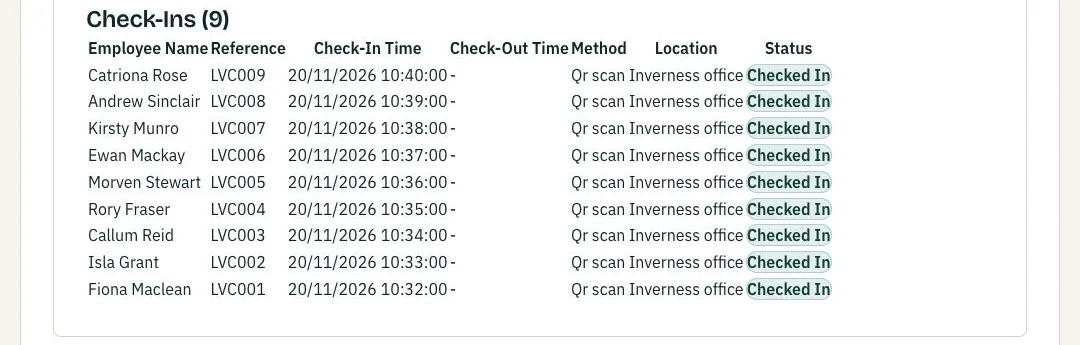 Check-Ins (9)
Employee Name Reference Check-In Time Check-Out Time Method Location Status
Catriona Rose LVC009 20/11/2026 10:40:00 - Qr scan Inverness office Checked In
Andrew Sinclair LVC008 20/11/2026 10:39:00 - Qr scan Inverness office Checked In
Kirsty Munro LVC007 20/11/2026 10:38:00 - Qr scan Inverness office Checked In
Ewan Mackay LVC006 20/11/2026 10:37:00 - Qr scan Inverness office Checked In
Morven Stewart LVC005 20/11/2026 10:36:00 - Qr scan Inverness office Checked In
Rory Fraser LVC004 20/11/2026 10:35:00 - Qr scan Inverness office Checked In
Callum Reid LVC003 20/11/2026 10:34:00 - Qr scan Inverness office Checked In
Isla Grant LVC002 20/11/2026 10:33:00 - Qr scan Inverness office Checked In
Fiona Maclean LVC001 20/11/2026 10:32:00 - Qr scan Inverness office Checked In